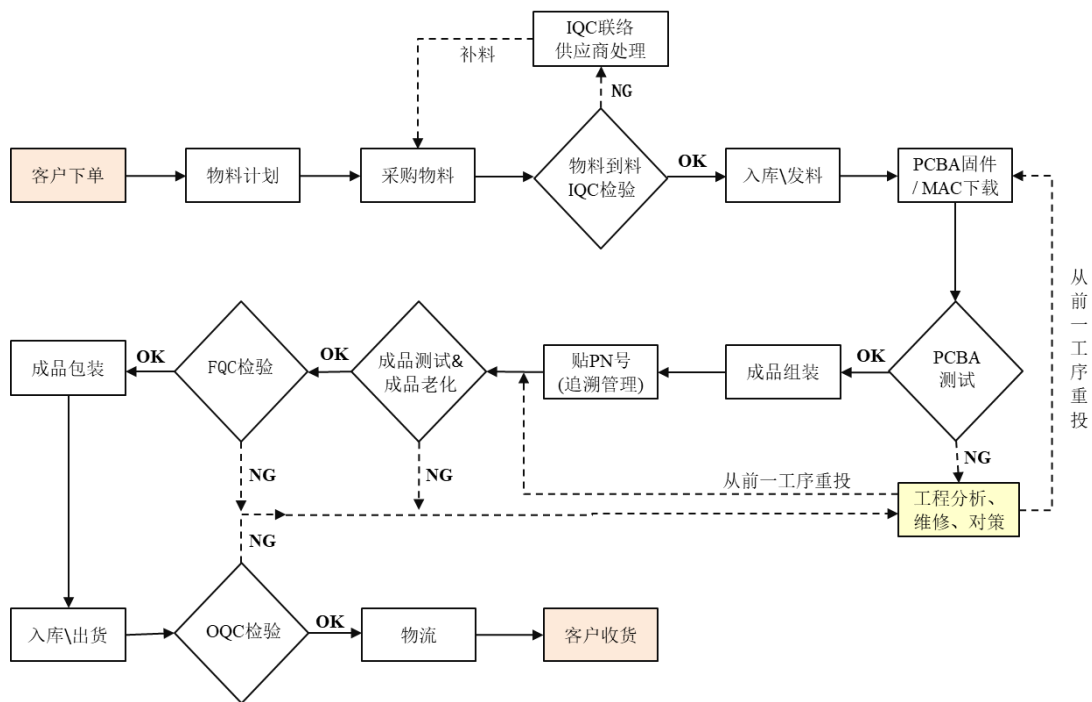 IQC联络
供应商处理
补料
NG
客户下单
物料计划
采购物料
物料到料
IQC检验
OK
入库\发料
PCBA固件
/ MAC下载
从前一工序重投
成品包装
OK
FQC检验
OK
成品测试&
成品老化
贴PN号
(追溯管理)
成品组装
OK
PCBA
测试
NG
NG
NG
从前一工序重投
工程分析、
维修、对策
NG
入库\出货
OQC检验
OK
物流
客户收货